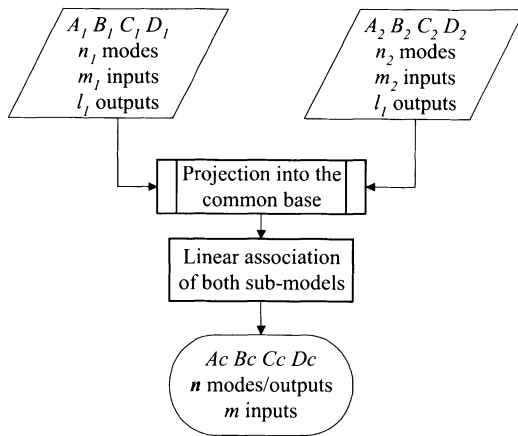 A1 B1 C1 D1
n1 modes
m1 inputs
l1 outputs
A2 B2 C2 D2
n2 modes
m2 inputs
l1 outputs
Projection into the
common base
Linear association
of both sub-models
Ac Bc Cc Dc
n modes/outputs
m inputs